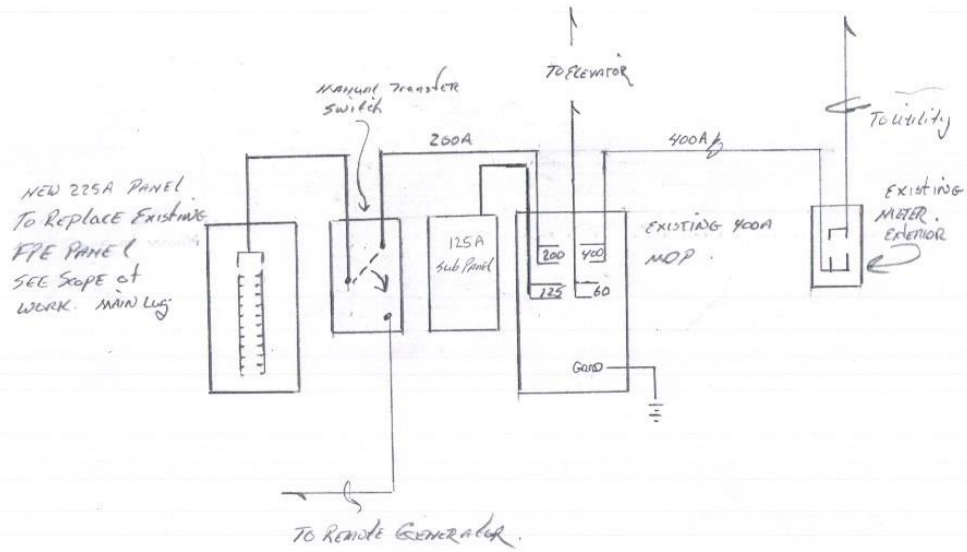 TO ELEVATOR
MANUAL TRANSFER
SWITCH
200A
400A
TO UTILITY
NEW 225A PANEL
TO REPLACE EXISTING
FPE PANEL
SEE SCOPE OF
WORK. MAIN LUG
125A
SUB PANEL
200
400
125
60
GRND
EXISTING 400A
MDP.
EXISTING
METER.
EXTERIOR
TO REMOTE GENERATOR.